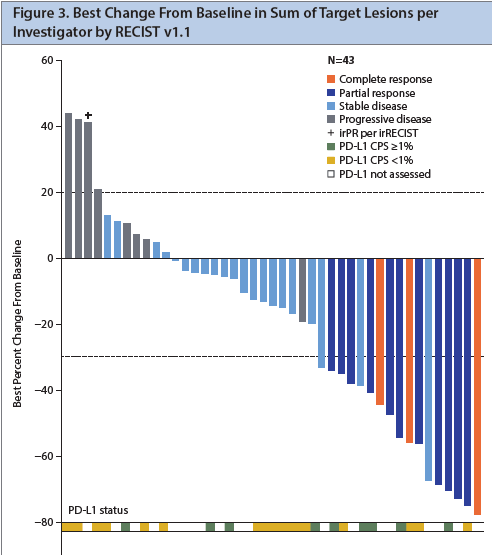 Figure 3. Best Change From Baseline in Sum of Target Lesions per
Investigator by RECIST v1.1
N=43
Complete response
Partial response
Stable disease
Progressive disease
+ irPR per irRECIST
PD-L1 CPS ≥1%
PD-L1 CPS <1%
PD-L1 not assessed
Best Percent Change From Baseline
60
40
20
0
−20
−40
−60
−80
+
PD-L1 status